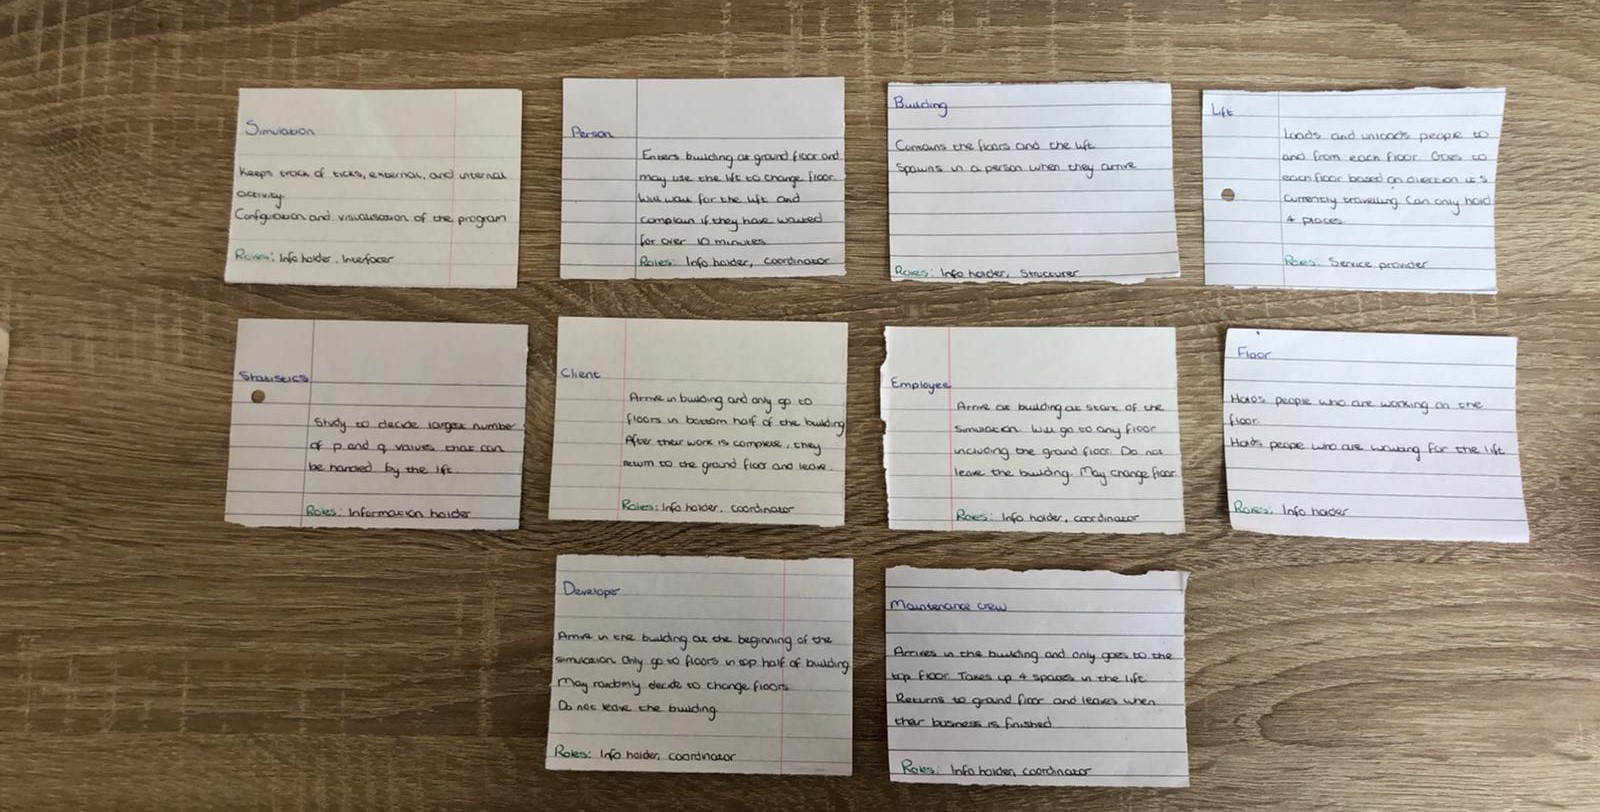 Simulation
Keeps track of ticks, external, and internal
activity.
Configuration and visualisation of the program
Roles: Info holder, Interfacer
Person
Enters building at ground floor and
may use the lift to change floor.
Will wait for the lift and
complain if they have waited
for over 10 minutes
Roles: Info holder, coordinator
Building
Contains the floors and the lift
Spawns in a person when they arrive
Roles: Info holder, Structurer
Lift
Loads and unloads people to
and from each floor. Goes to
each floor based on direction it's
currently travelling. Can only hold
4 places.
Roles: Service provider
Statistics
Study to decide largest number
of p and q values that can
be handled by the lift.
Roles: Information holder
Client
Arrive in building and only go to
floors in bottom half of the building
After their work is complete, they
return to the ground floor and leave.
Roles: Info holder, coordinator
Employee
Arrive at building at start of the
simulation. Will go to any floor
including the ground floor. Do not
leave the building. May change floor.
Roles: Info holder, coordinator
Floor
Holds people who are working on the
floor.
Holds people who are waiting for the lift
Roles: Info holder
Developer
Arrive in the building at the beginning of the
simulation. Only go to floors in top half of building
May randomly decide to change floors
Do not leave the building.
Roles: Info holder, coordinator
Maintenance crew
Arrives in the building and only goes to the
top floor. Takes up 4 spaces in the lift.
Returns to ground floor and leaves when
their business is finished
Roles: Info holder, coordinator